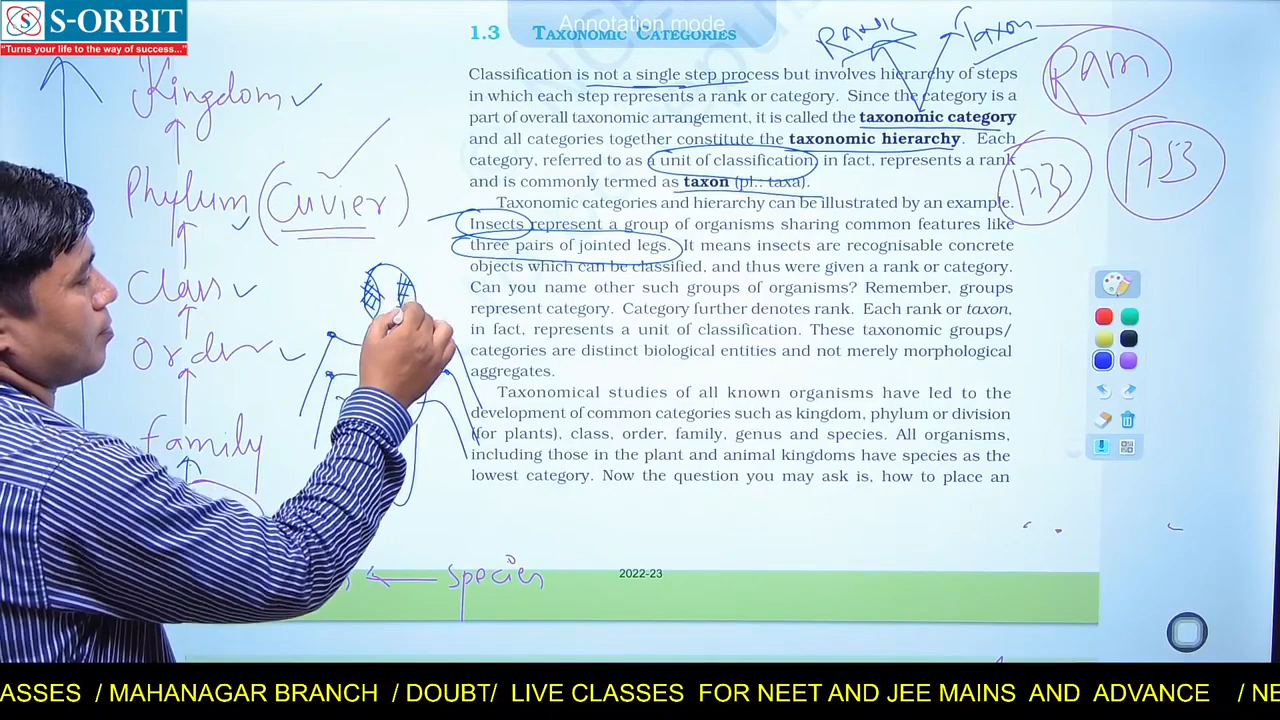 S-ORBIT
"Turns your life to the way of success..."
Annotation mode
1.3 TAXONOMIC CATEGORIES
RANK
Taxon
Ram
1753
Kingdom
Phylum (Cuvier)
Class
Order
family
species
Classification is not a single step process but involves hierarchy of steps
in which each step represents a rank or category. Since the category is a
part of overall taxonomic arrangement, it is called the taxonomic category
and all categories together constitute the taxonomic hierarchy. Each
category, referred to as a unit of classification, in fact, represents a rank
and is commonly termed as taxon (pl.: taxa).
Taxonomic categories and hierarchy can be illustrated by an example.
Insects represent a group of organisms sharing common features like
three pairs of jointed legs. It means insects are recognisable concrete
objects which can be classified, and thus were given a rank or category.
Can you name other such groups of organisms? Remember, groups
represent category. Category further denotes rank. Each rank or taxon,
in fact, represents a unit of classification. These taxonomic groups/
categories are distinct biological entities and not merely morphological
aggregates.
Taxonomical studies of all known organisms have led to the
development of common categories such as kingdom, phylum or division
(for plants), class, order, family, genus and species. All organisms,
including those in the plant and animal kingdoms have species as the
lowest category. Now the question you may ask is, how to place an
2022-23
ASSES / MAHANAGAR BRANCH / DOUBT/ LIVE CLASSES FOR NEET AND JEE MAINS AND ADVANCE / NE